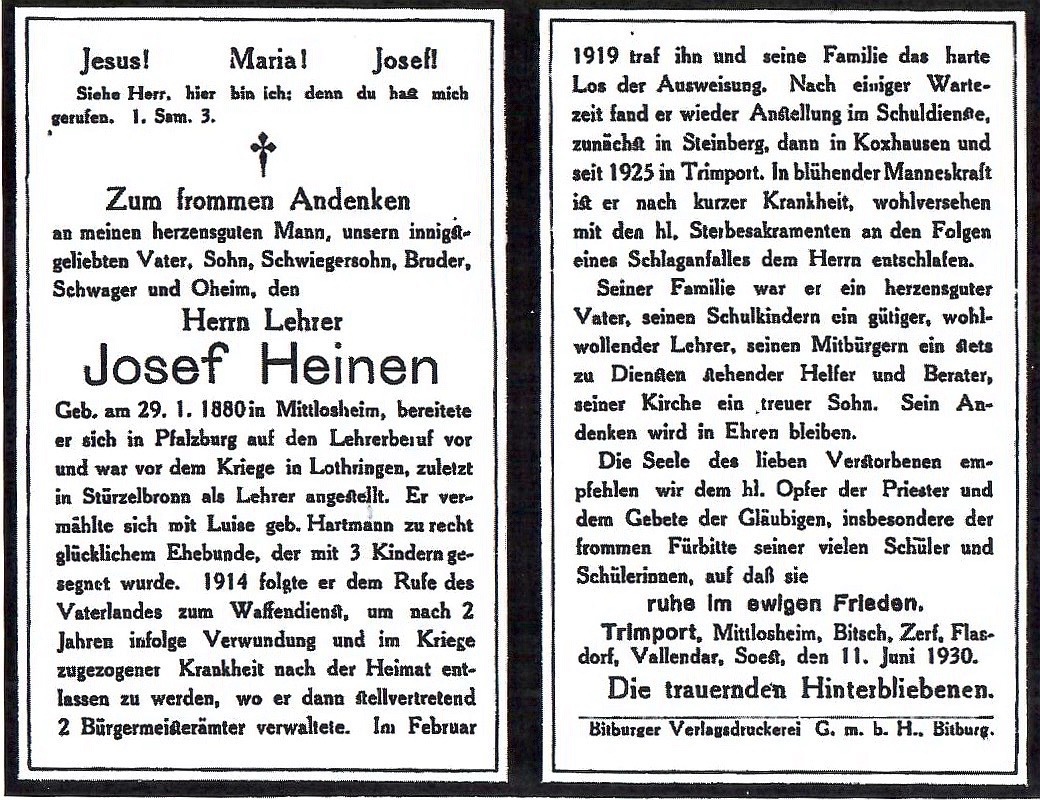 Jesus! Maria! Josef!
Siehe Herr, hier bin ich; denn du hast mich
gerufen. 1. Sam. 3.
Zum frommen Andenken
an meinen herzensguten Mann, unsern innigst-
geliebten Vater, Sohn, Schwiegersohn, Bruder,
Schwager und Oheim, den
Herrn Lehrer
Josef Heinen
Geb. am 29. 1. 1880 in Mittlosheim, bereitete
er sich in Pfalzburg auf den Lehrerberuf vor
und war vor dem Kriege in Lothringen, zuletzt
in Stürzelbronn als Lehrer angestellt. Er ver-
mählte sich mit Luise geb. Hartmann zu recht
glücklichem Ehebunde, der mit 3 Kindern ge-
segnet wurde. 1914 folgte er dem Rufe des
Vaterlandes zum Waffendienst, um nach 2
Jahren infolge Verwundung und im Kriege
zugezogener Krankheit nach der Heimat ent-
lassen zu werden, wo er dann stellvertretend
2 Bürgermeisterämter verwaltete. Im Februar
1919 traf ihn und seine Familie das harte
Los der Ausweisung. Nach einiger Warte-
zeit fand er wieder Anstellung im Schuldienste,
zunächst in Steinberg, dann in Koxhausen und
seit 1925 in Trimport. In blühender Manneskraft
ist er nach kurzer Krankheit, wohlversehen
mit den hl. Sterbesakramenten an den Folgen
eines Schlaganfalles dem Herrn entschlafen.
Seiner Familie war er ein herzensguter
Vater, seinen Schulkindern ein gütiger, wohl-
wollender Lehrer, seinen Mitbürgern ein stets
zu Diensten stehender Helfer und Berater,
seiner Kirche ein treuer Sohn. Sein An-
denken wird in Ehren bleiben.
Die Seele des lieben Verstorbenen em-
pfehlen wir dem hl. Opfer der Priester und
dem Gebete der Gläubigen, insbesondere der
frommen Fürbitte seiner vielen Schüler und
Schülerinnen, auf daß sie
ruhe im ewigen Frieden.
Trimport, Mittlosheim, Bitsch, Zerf, Flas-
dorf, Vallendar, Soest, den 11. Juni 1930.
Die trauernden Hinterbliebenen.
Bitburger Verlagsdruckerei G. m. b. H., Bitburg.